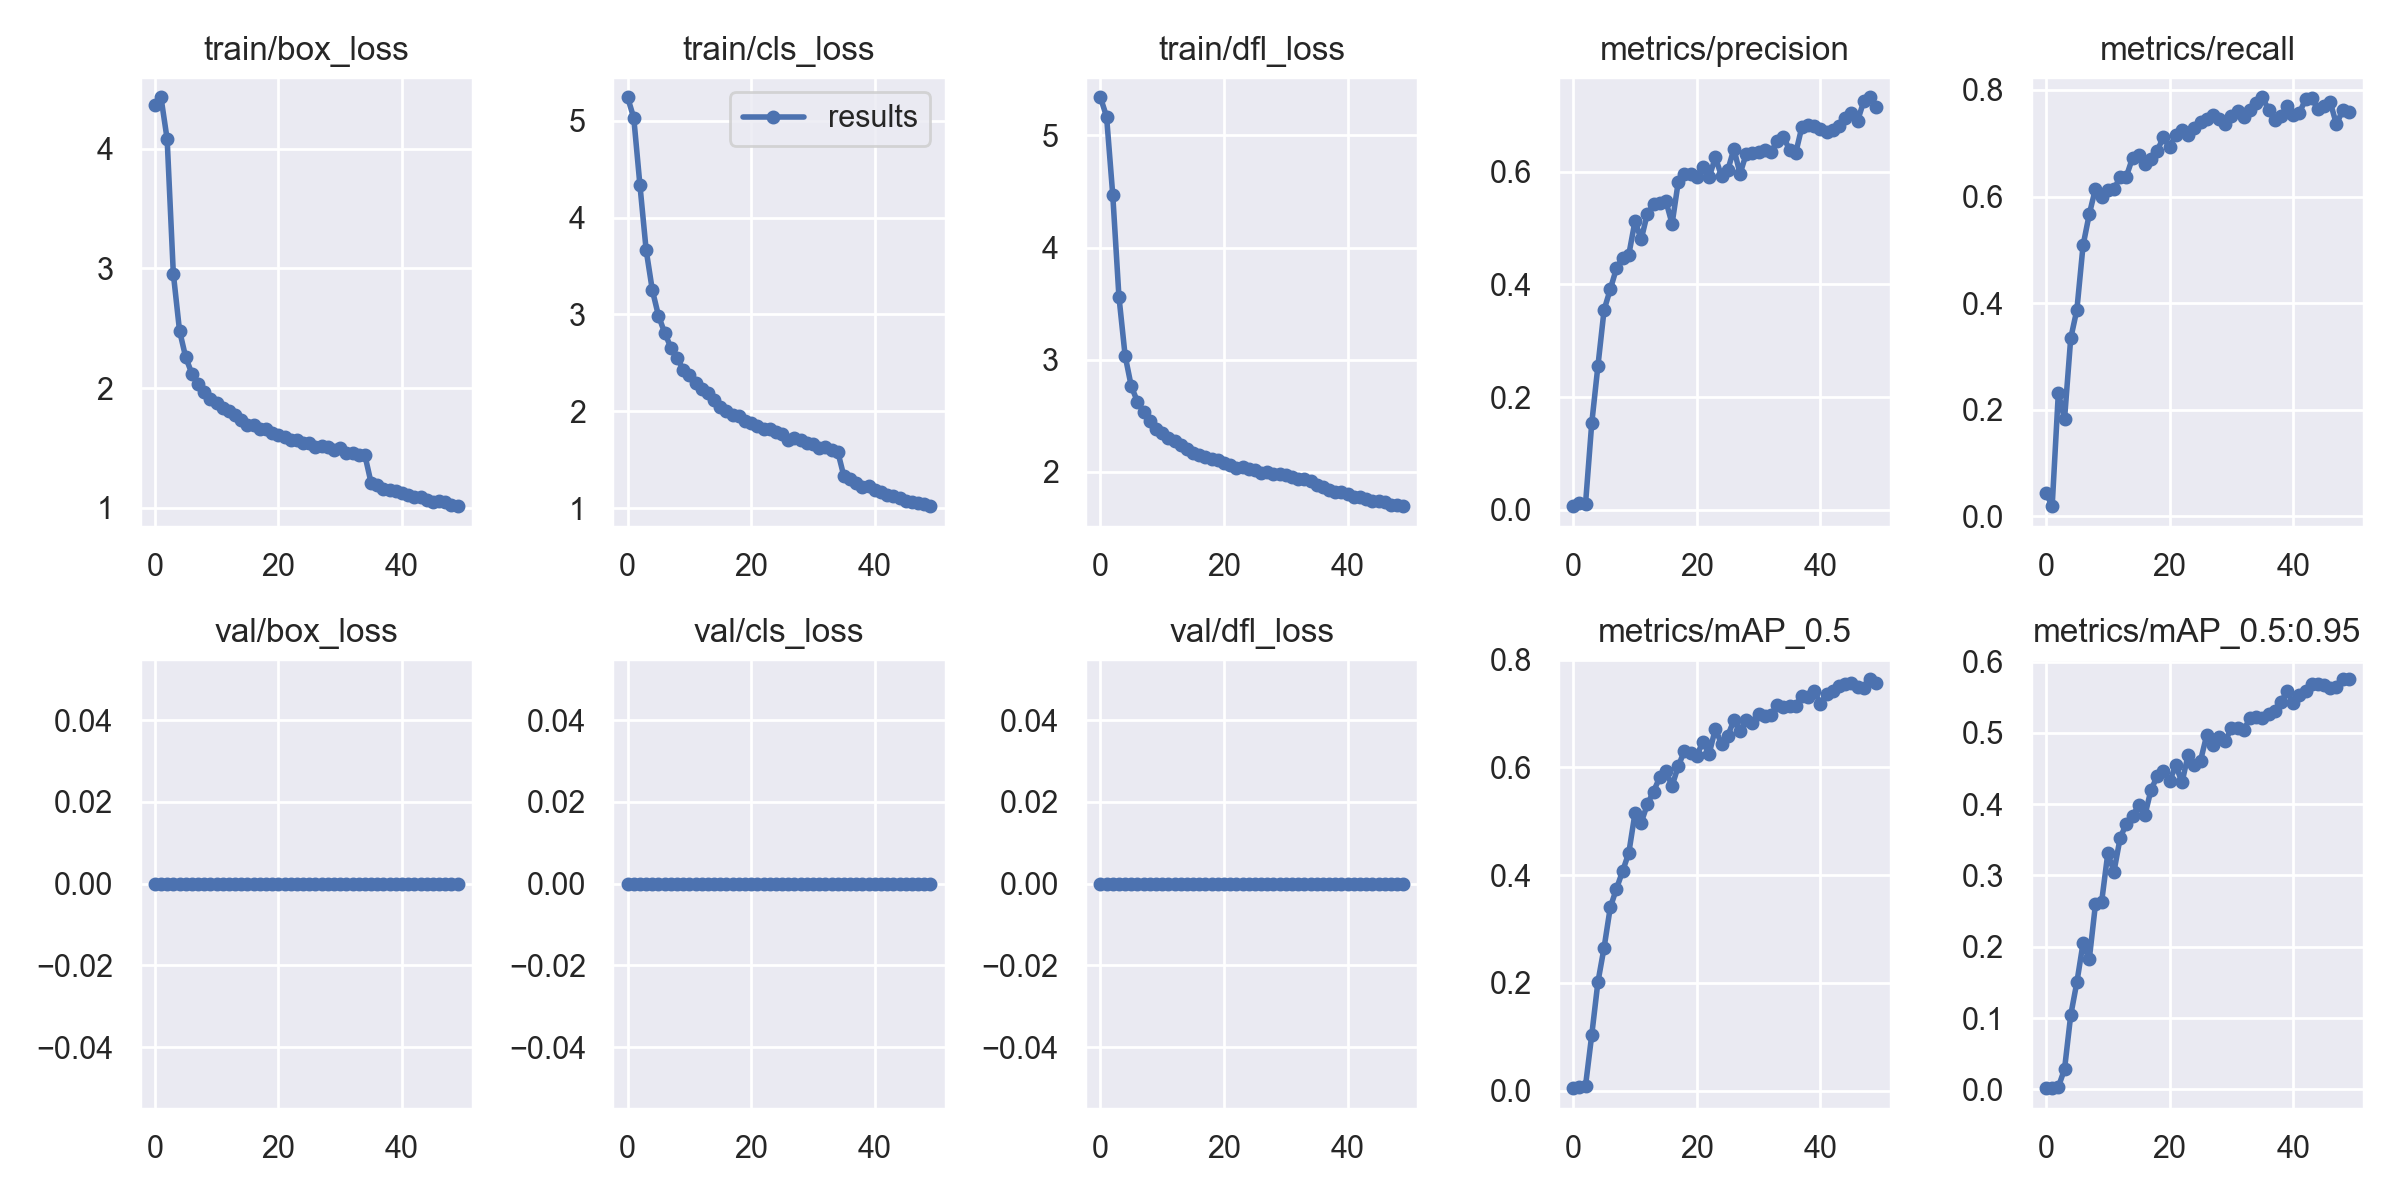 train/box_loss
4
3
2
1
0 20 40
train/cls_loss
results
5
4
3
2
1
0 20 40
train/dfl_loss
5
4
3
2
0 20 40
metrics/precision
0.6
0.4
0.2
0.0
0 20 40
metrics/recall
0.8
0.6
0.4
0.2
0.0
0 20 40
val/box_loss
0.04
0.02
0.00
−0.02
−0.04
0 20 40
val/cls_loss
0.04
0.02
0.00
−0.02
−0.04
0 20 40
val/dfl_loss
0.04
0.02
0.00
−0.02
−0.04
0 20 40
metrics/mAP_0.5
0.8
0.6
0.4
0.2
0.0
0 20 40
metrics/mAP_0.5:0.95
0.6
0.5
0.4
0.3
0.2
0.1
0.0
0 20 40